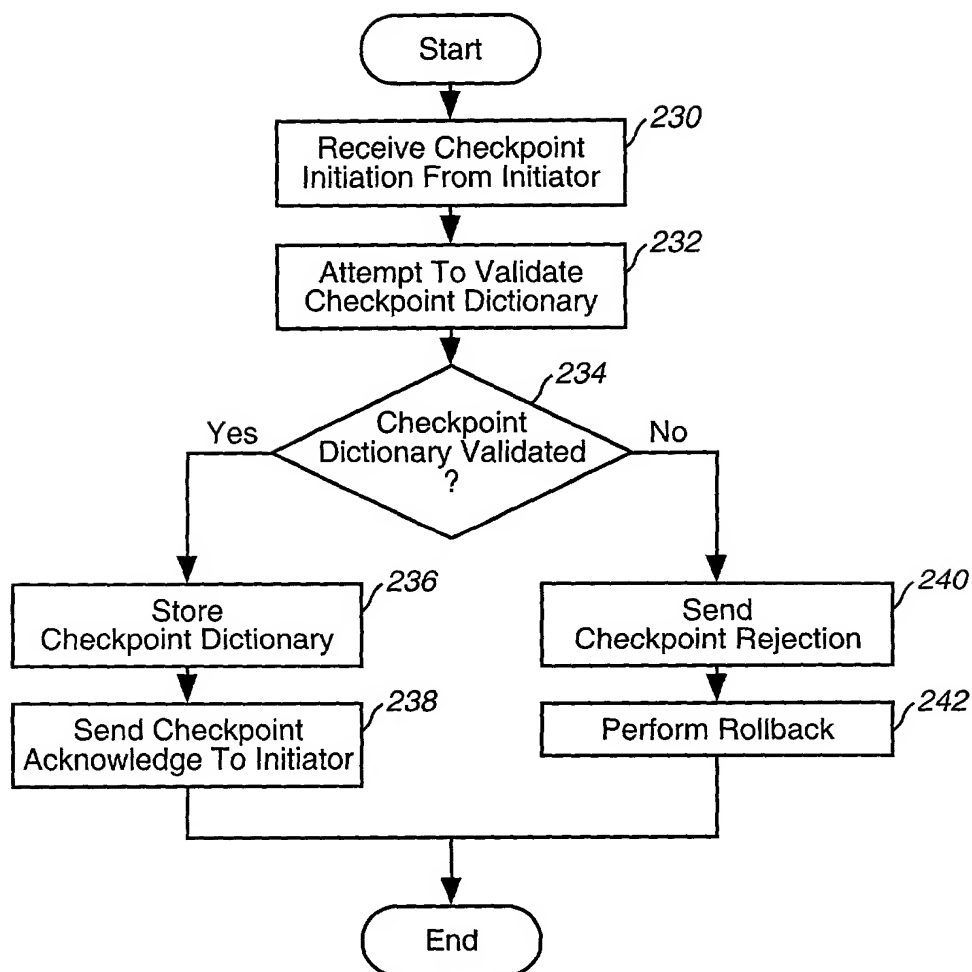 Start
230
Receive Checkpoint
Initiation From Initiator
232
Attempt To Validate
Checkpoint Dictionary
234
Checkpoint
Dictionary Validated
?
Yes
No
236
Store
Checkpoint Dictionary
240
Send
Checkpoint Rejection
238
Send Checkpoint
Acknowledge To Initiator
242
Perform Rollback
End